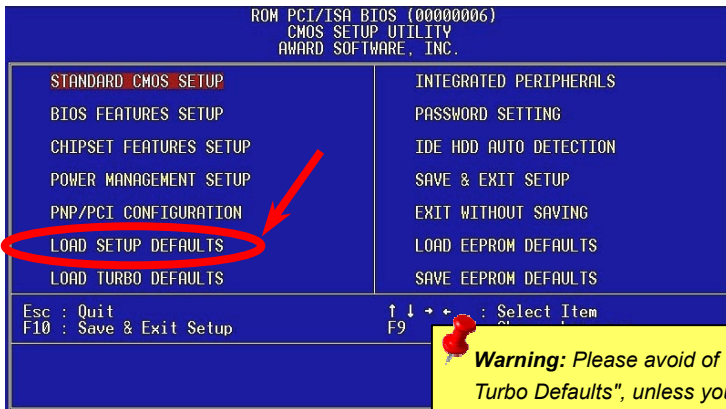 ROM PCI/ISA BIOS (00000006)
CMOS SETUP UTILITY
AWARD SOFTWARE, INC.
STANDARD CMOS SETUP
BIOS FEATURES SETUP
CHIPSET FEATURES SETUP
POWER MANAGEMENT SETUP
PNP/PCI CONFIGURATION
LOAD SETUP DEFAULTS
LOAD TURBO DEFAULTS
INTEGRATED PERIPHERALS
PASSWORD SETTING
IDE HDD AUTO DETECTION
SAVE & EXIT SETUP
EXIT WITHOUT SAVING
LOAD EEPROM DEFAULTS
SAVE EEPROM DEFAULTS
Esc : Quit
F10 : Save & Exit Setup
↑ ↓ → ← : Select Item
F9
Warning: Please avoid of
Turbo Defaults", unless you